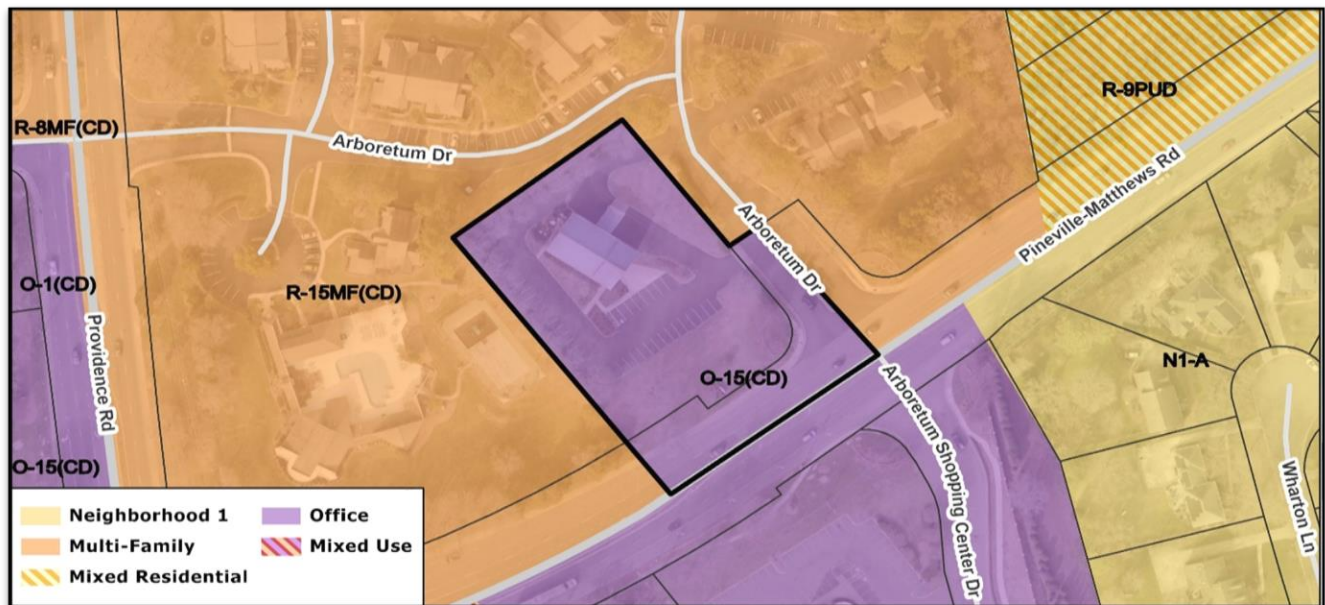 R-9PUD
R-8MF(CD)
Arboretum Dr
Pineville-Matthews Rd
Arboretum Dr
O-1(CD)
R-15MF(CD)
Providence Rd
N1-A
O-15(CD)
Arboretum Shopping Center Dr
O-15(CD)
Wharton Ln
Neighborhood 1
Office
Multi-Family
Mixed Use
Mixed Residential